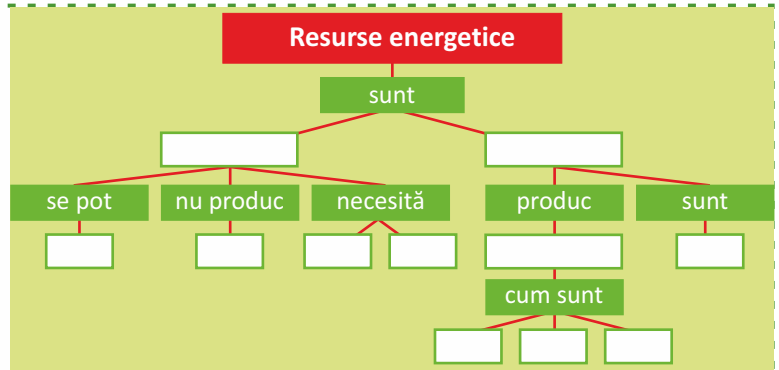 Resurse energetice
sunt
se pot
nu produc
necesită
produc
sunt
cum sunt